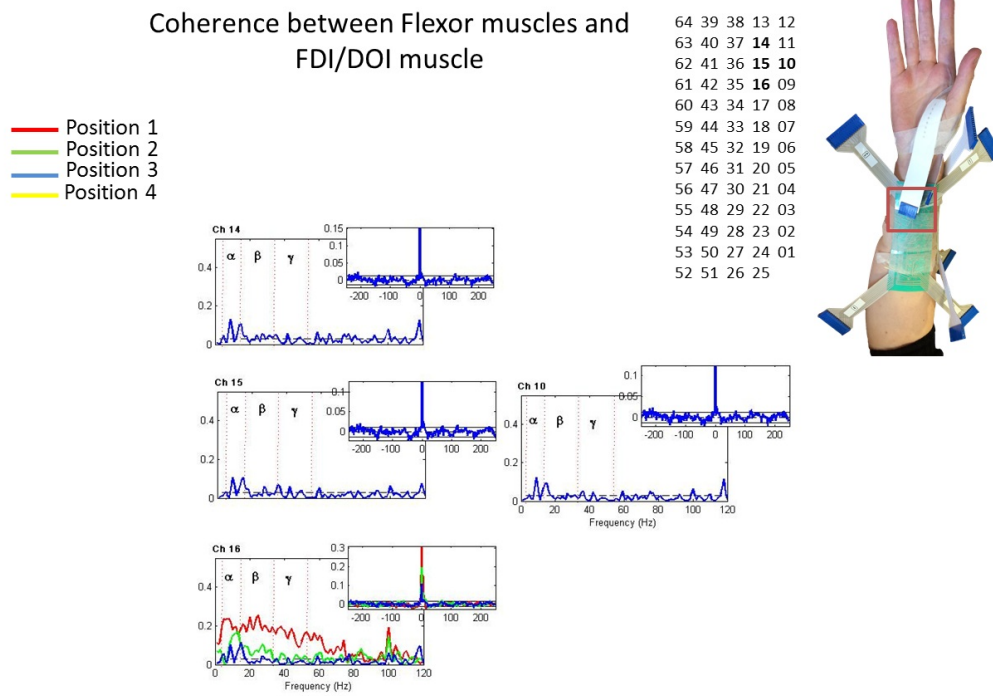 Coherence between Flexor muscles and
FDI/DOI muscle
Position 1
Position 2
Position 3
Position 4
64 39 38 13 12
63 40 37 14 11
62 41 36 15 10
61 42 35 16 09
60 43 34 17 08
59 44 33 18 07
58 45 32 19 06
57 46 31 20 05
56 47 30 21 04
55 48 29 22 03
54 49 28 23 02
53 50 27 24 01
52 51 26 25
Ch 14
α β γ
0.4
0.2
0
0.15
0.1
0.05
0
-200 0 200
Ch 15
α β γ
0.4
0.2
0
0.1
0.05
0
-200 0 200
Ch 10
α β γ
0.4
0.2
0
0 20 40 60 80 100 120
Frequency (Hz)
0.1
0.05
0
-200 0 200
Ch 16
α β γ
0.4
0.2
0
0 20 40 60 80 100 120
Frequency (Hz)
0.3
0.2
0.1
0
-200 0 200